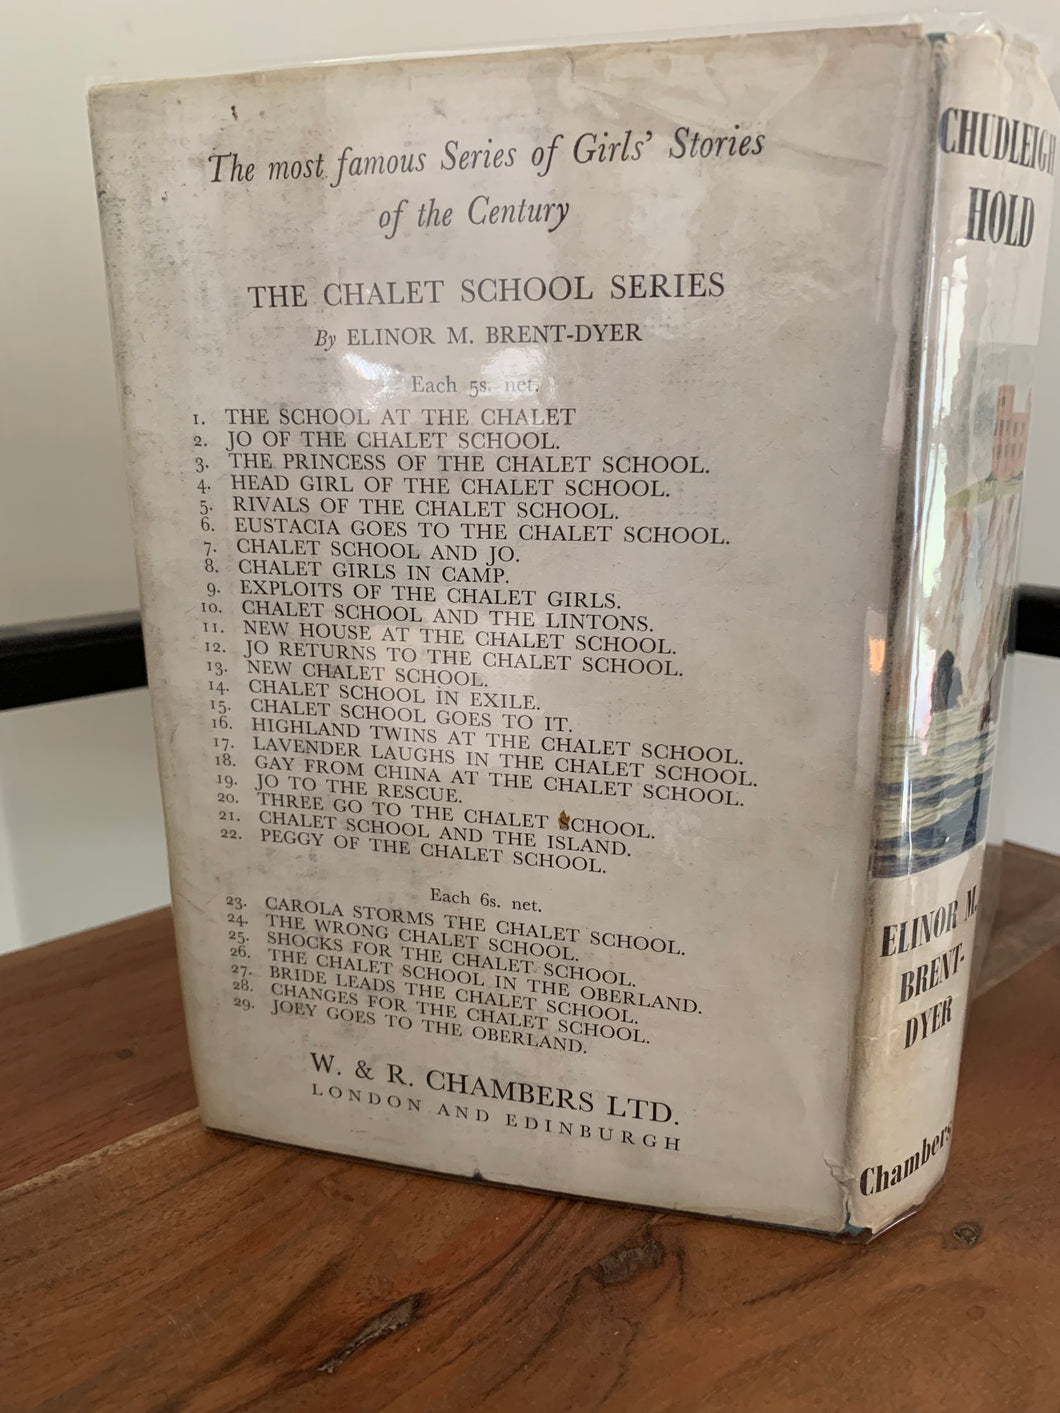 The most famous Series of Girls' Stories
of the Century
THE CHALET SCHOOL SERIES
By ELINOR M. BRENT-DYER
Each 5s. net.
1. THE SCHOOL AT THE CHALET
2. JO OF THE CHALET SCHOOL.
3. THE PRINCESS OF THE CHALET SCHOOL.
4. HEAD GIRL OF THE CHALET SCHOOL.
5. RIVALS OF THE CHALET SCHOOL.
6. EUSTACIA GOES TO THE CHALET SCHOOL.
7. CHALET SCHOOL AND JO.
8. CHALET GIRLS IN CAMP.
9. EXPLOITS OF THE CHALET GIRLS.
10. CHALET SCHOOL AND THE LINTONS.
11. NEW HOUSE AT THE CHALET SCHOOL.
12. JO RETURNS TO THE CHALET SCHOOL.
13. NEW CHALET SCHOOL.
14. CHALET SCHOOL IN EXILE.
15. CHALET SCHOOL GOES TO IT.
16. HIGHLAND TWINS AT THE CHALET SCHOOL.
17. LAVENDER LAUGHS IN THE CHALET SCHOOL.
18. GAY FROM CHINA AT THE CHALET SCHOOL.
19. JO TO THE RESCUE.
20. THREE GO TO THE CHALET SCHOOL.
21. CHALET SCHOOL AND THE ISLAND.
22. PEGGY OF THE CHALET SCHOOL.
Each 6s. net.
23. CAROLA STORMS THE CHALET SCHOOL.
24. THE WRONG CHALET SCHOOL.
25. SHOCKS FOR THE CHALET SCHOOL.
26. THE CHALET SCHOOL IN THE OBERLAND.
27. BRIDE LEADS THE CHALET SCHOOL.
28. CHANGES FOR THE CHALET SCHOOL.
29. JOEY GOES TO THE OBERLAND.
W. & R. CHAMBERS LTD.
LONDON AND EDINBURGH
CHUDLEIGH
HOLD
ELINOR M.
BRENT-
DYER
Chambers